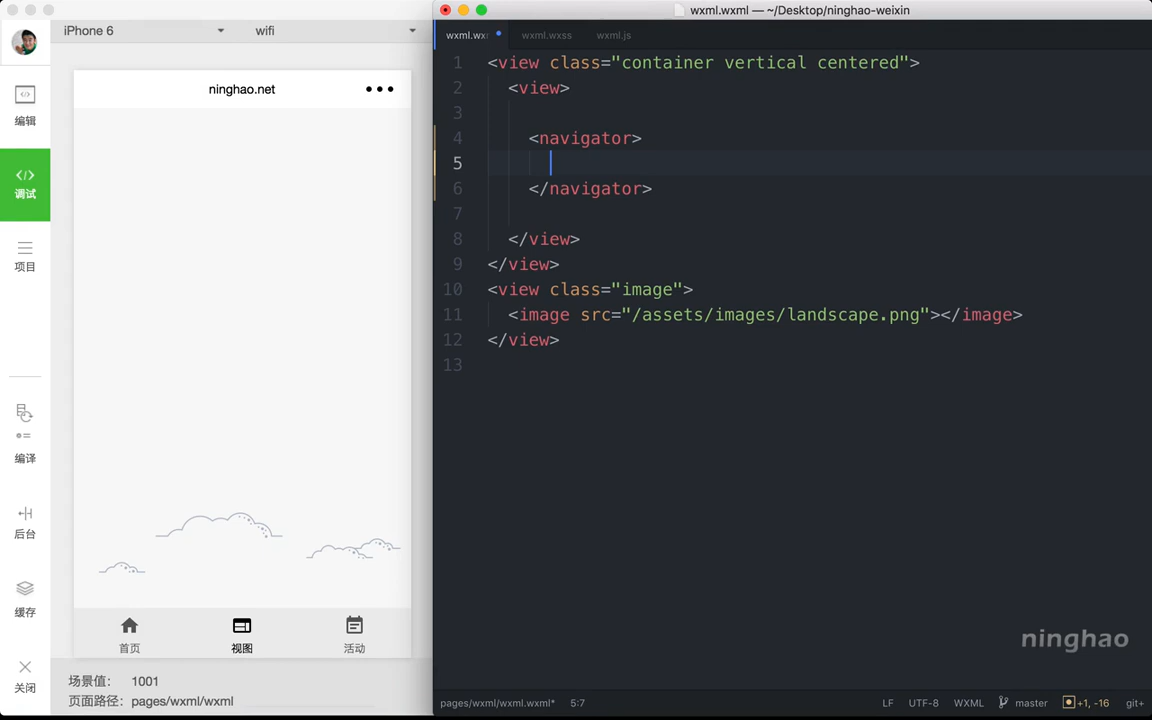 iPhone 6
wifi
ninghao.net
编辑
调试
项目
编译
后台
缓存
关闭
首页
视图
活动
场景值: 1001
页面路径: pages/wxml/wxml
wxml.wxml — ~/Desktop/ninghao-weixin
wxml.wx
wxml.wxss
wxml.js
1 <view class="container vertical centered">
2 <view>
3
4 <navigator>
5
6 </navigator>
7
8 </view>
9 </view>
10 <view class="image">
11 <image src="/assets/images/landscape.png"></image>
12 </view>
13
ninghao
pages/wxml/wxml.wxml* 5:7
LF UTF-8 WXML master +1, -16 git+